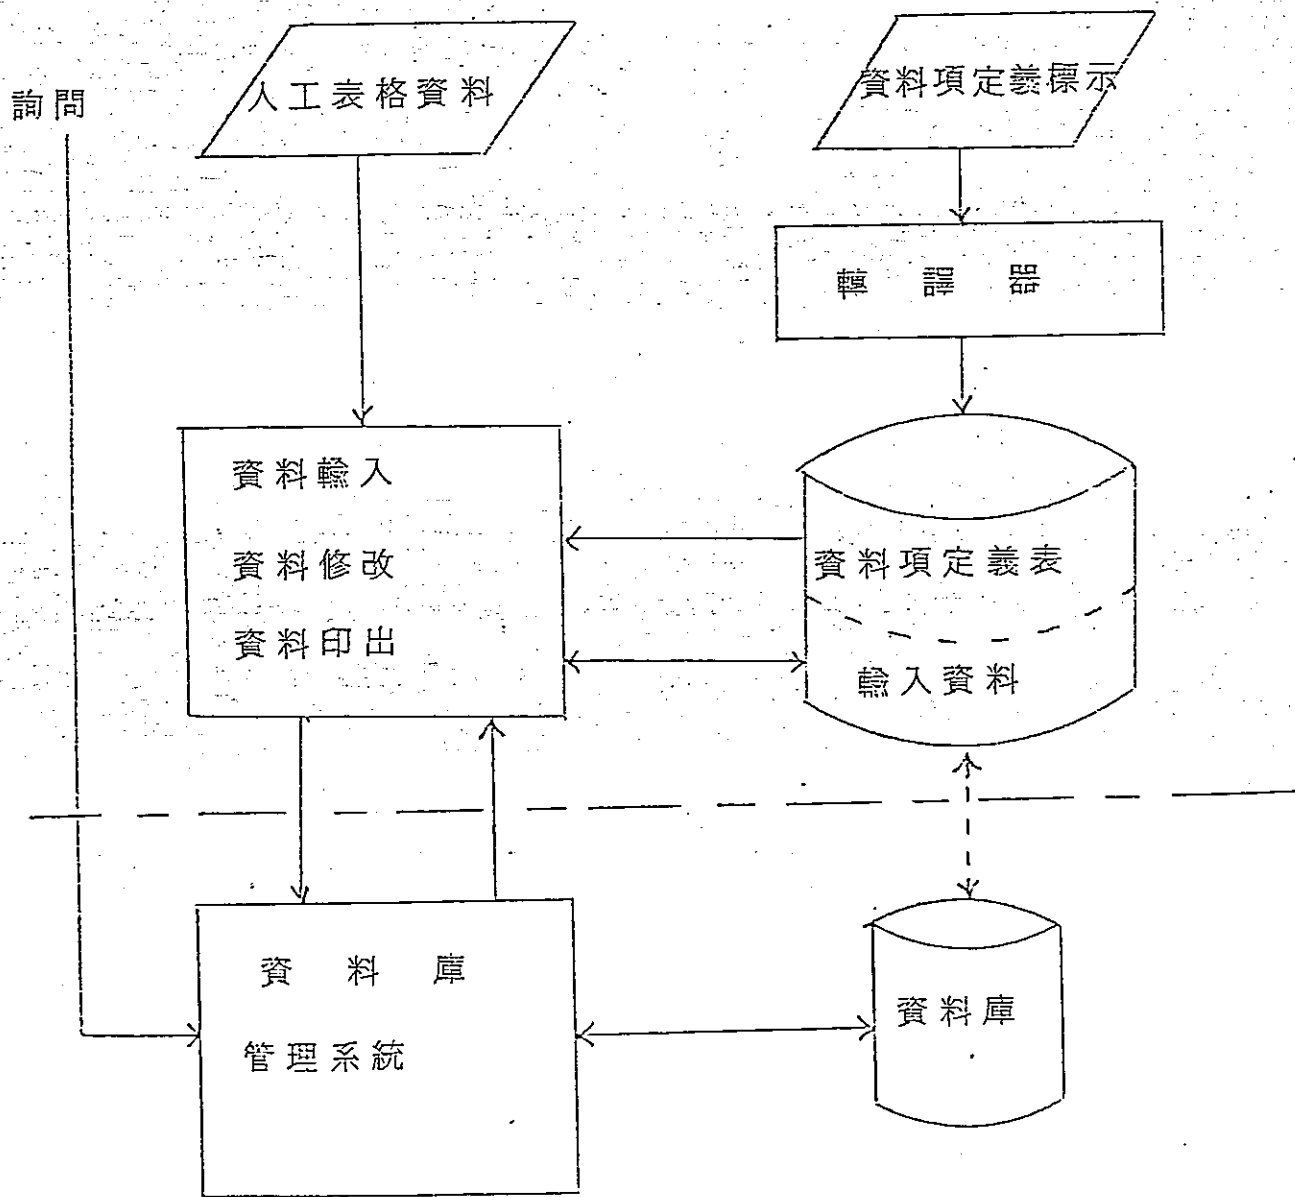 詢問
人工表格資料
資料項定義標示
轉譯器
資料輸入
資料修改
資料印出
資料項定義表
輸入資料
資料庫
管理系統
資料庫